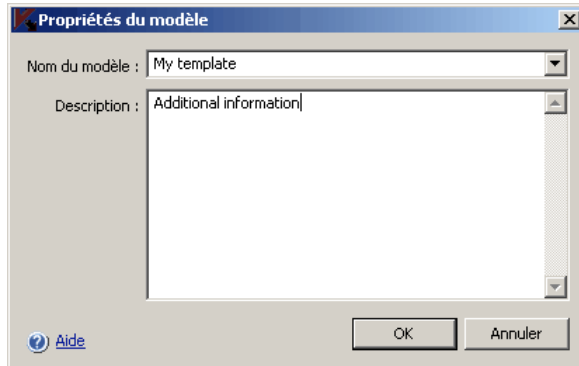 Propriétés du modèle
Nom du modèle : My template
Description : Additional information
OK Annuler
Aide